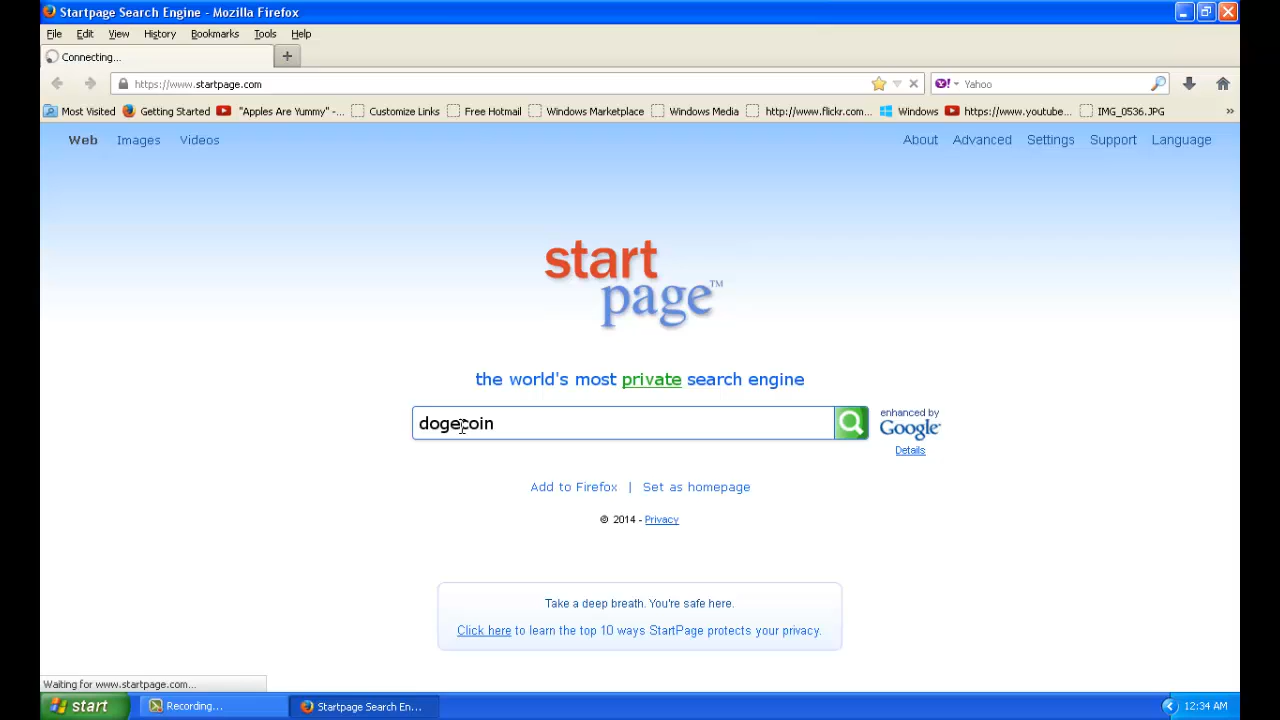 Startpage Search Engine - Mozilla Firefox
File Edit View History Bookmarks Tools Help
Connecting...
https://www.startpage.com
Yahoo
Most Visited Getting Started "Apples Are Yummy" -... Customize Links Free Hotmail Windows Marketplace Windows Media http://www.flickr.com... Windows https://www.youtube... IMG_0536.JPG »
Web Images Videos About Advanced Settings Support Language
start
page™
the world's most private search engine
dogecoin
enhanced by
Google
Details
Add to Firefox | Set as homepage
© 2014 - Privacy
Take a deep breath. You're safe here.
Click here to learn the top 10 ways StartPage protects your privacy.
Waiting for www.startpage.com...
start Recording... Startpage Search En... 12:34 AM